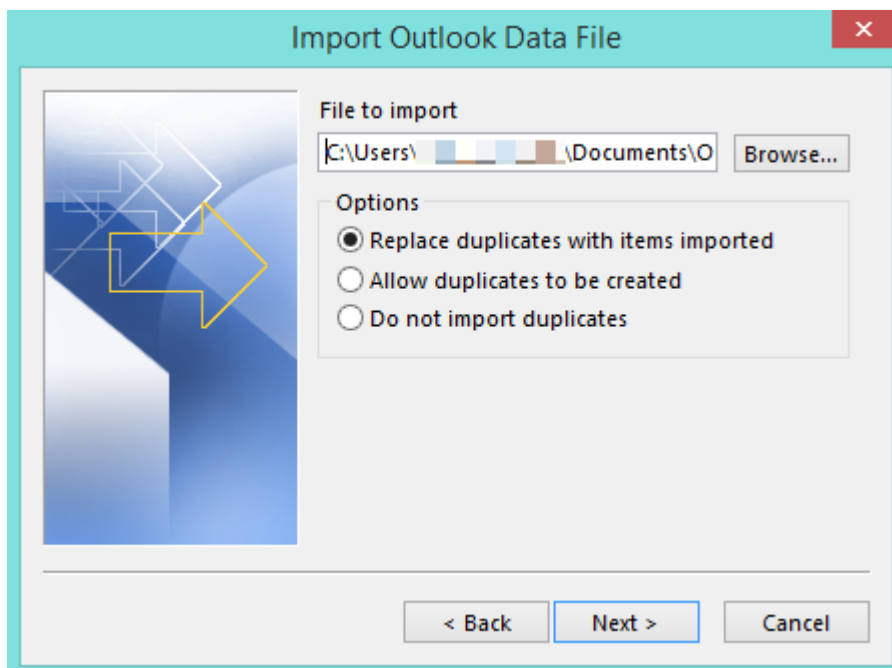 Import Outlook Data File
File to import
C:\Users\ \Documents\O
Browse...
Options
Replace duplicates with items imported
Allow duplicates to be created
Do not import duplicates
< Back
Next >
Cancel